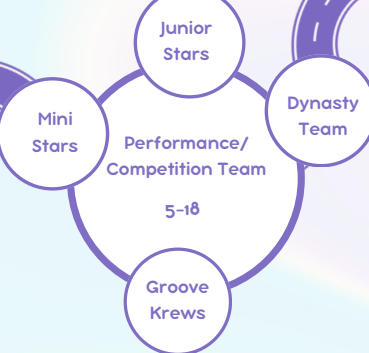 Junior
Stars
Mini
Stars
Dynasty
Team
Performance/
Competition Team
5-18
Groove
Krews